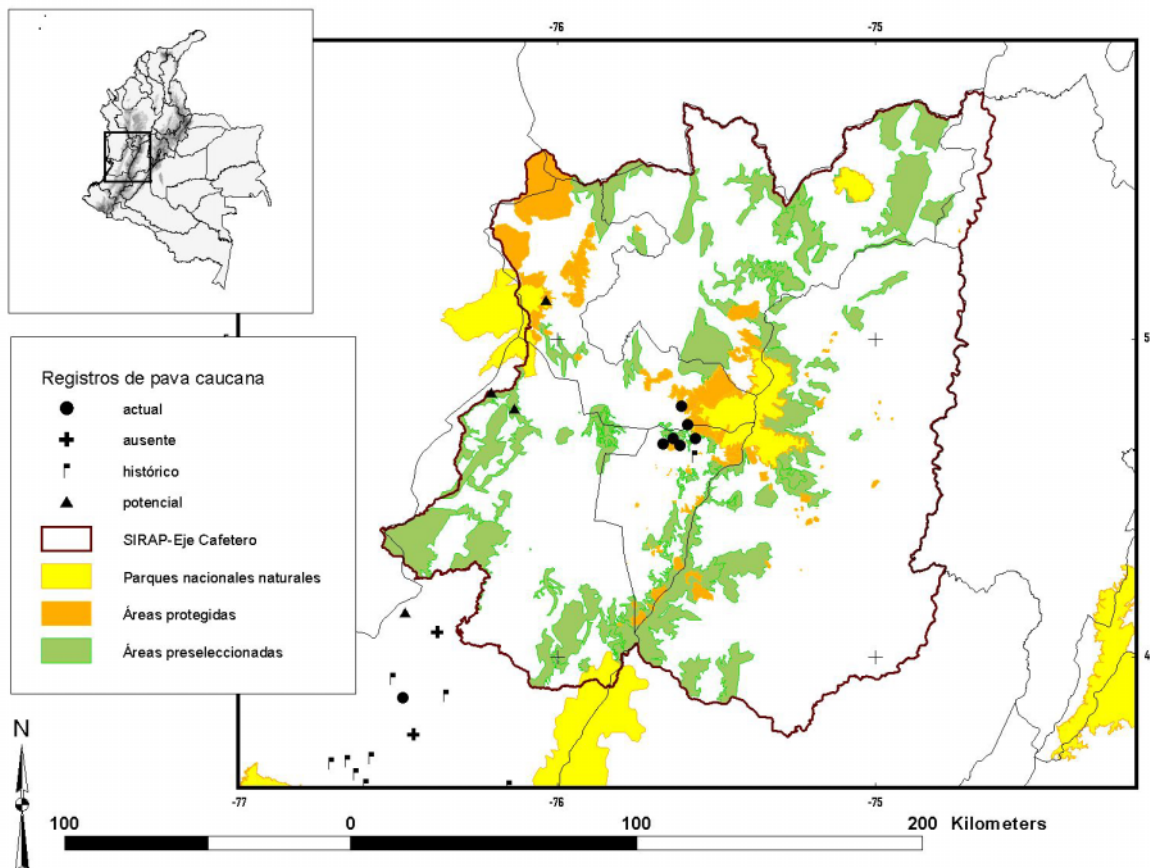 -76
-75
Registros de pava caucana
actual
ausente
histórico
potencial
SIRAP-Eje Cafetero
Parques nacionales naturales
Áreas protegidas
Áreas preseleccionadas
5
4
N
-77
-76
-75
100
0
100
200 Kilometers